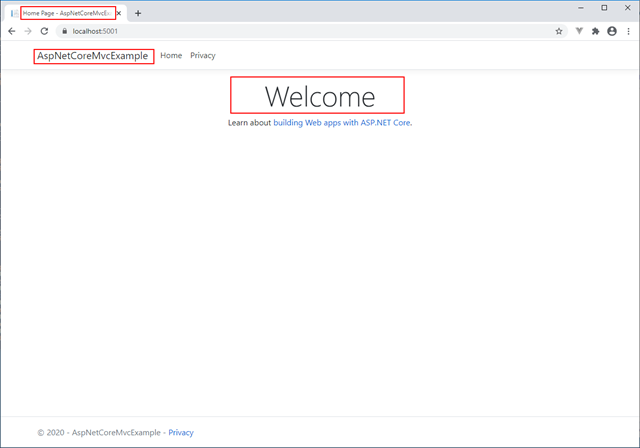 Home Page - AspNetCoreMvcEx
localhost:5001
AspNetCoreMvcExample Home Privacy
Welcome
Learn about building Web apps with ASP.NET Core.
© 2020 - AspNetCoreMvcExample - Privacy